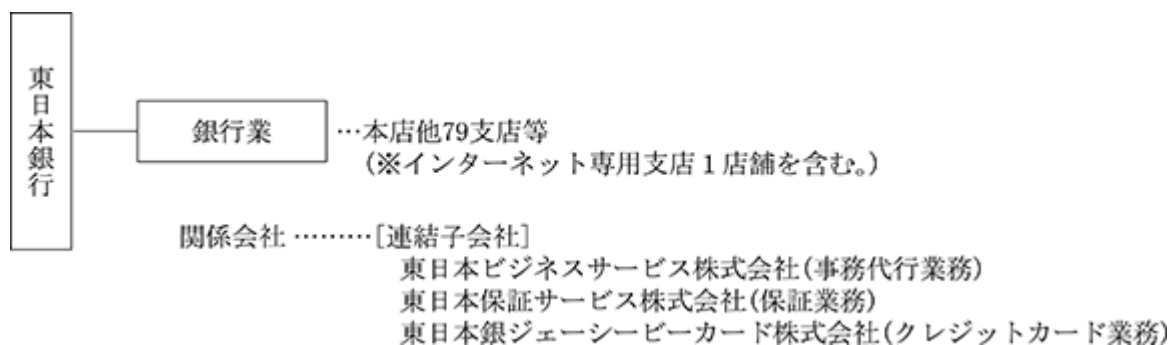 東日本銀行
銀行業 …本店他79支店等
(※インターネット専用支店1店舗を含む。)
関係会社 ………[連結子会社]
東日本ビジネスサービス株式会社(事務代行業務)
東日本保証サービス株式会社(保証業務)
東日本銀ジェーシービーカード株式会社(クレジットカード業務)